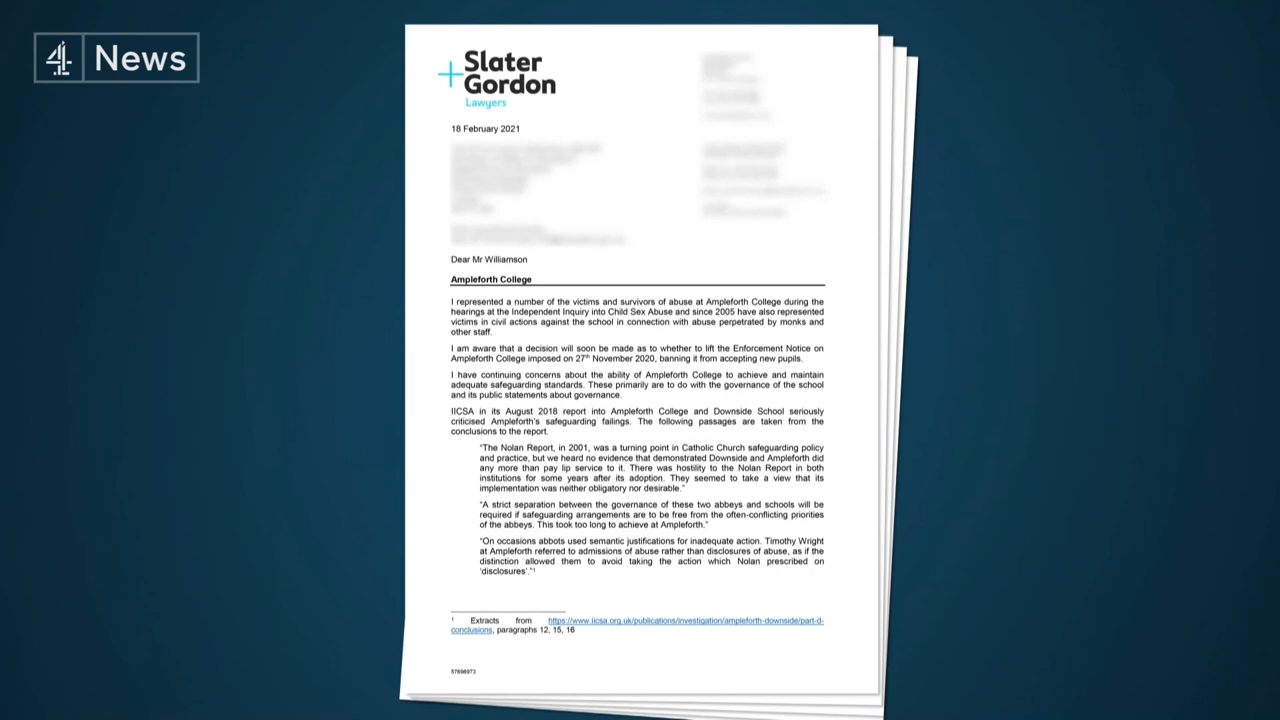 4 News
Slater
Gordon
Lawyers
18 February 2021
Dear Mr Williamson
Ampleforth College
I represented a number of the victims and survivors of abuse at Ampleforth College during the
hearings at the Independent Inquiry into Child Sex Abuse and since 2005 have also represented
victims in civil actions against the school in connection with abuse perpetrated by monks and
other staff.
I am aware that a decision will soon be made as to whether to lift the Enforcement Notice on
Ampleforth College imposed on 27th November 2020, banning it from accepting new pupils.
I have continuing concerns about the ability of Ampleforth College to achieve and maintain
adequate safeguarding standards. These primarily are to do with the governance of the school
and its public statements about governance.
IICSA in its August 2018 report into Ampleforth College and Downside School seriously
criticised Ampleforth's safeguarding failings. The following passages are taken from the
conclusions to the report.
"The Nolan Report, in 2001, was a turning point in Catholic Church safeguarding policy
and practice, but we heard no evidence that demonstrated Downside and Ampleforth did
any more than pay lip service to it. There was hostility to the Nolan Report in both
institutions for some years after its adoption. They seemed to take a view that its
implementation was neither obligatory nor desirable."
"A strict separation between the governance of these two abbeys and schools will be
required if safeguarding arrangements are to be free from the often-conflicting priorities
of the abbeys. This took too long to achieve at Ampleforth."
"On occasions abbots used semantic justifications for inadequate action. Timothy Wright
at Ampleforth referred to admissions of abuse rather than disclosures of abuse, as if the
distinction allowed them to avoid taking the action which Nolan prescribed on
'disclosures'."1
1 Extracts from https://www.iicsa.org.uk/publications/investigation/ampleforth-downside/part-d-
conclusions, paragraphs 12, 15, 16
57696973